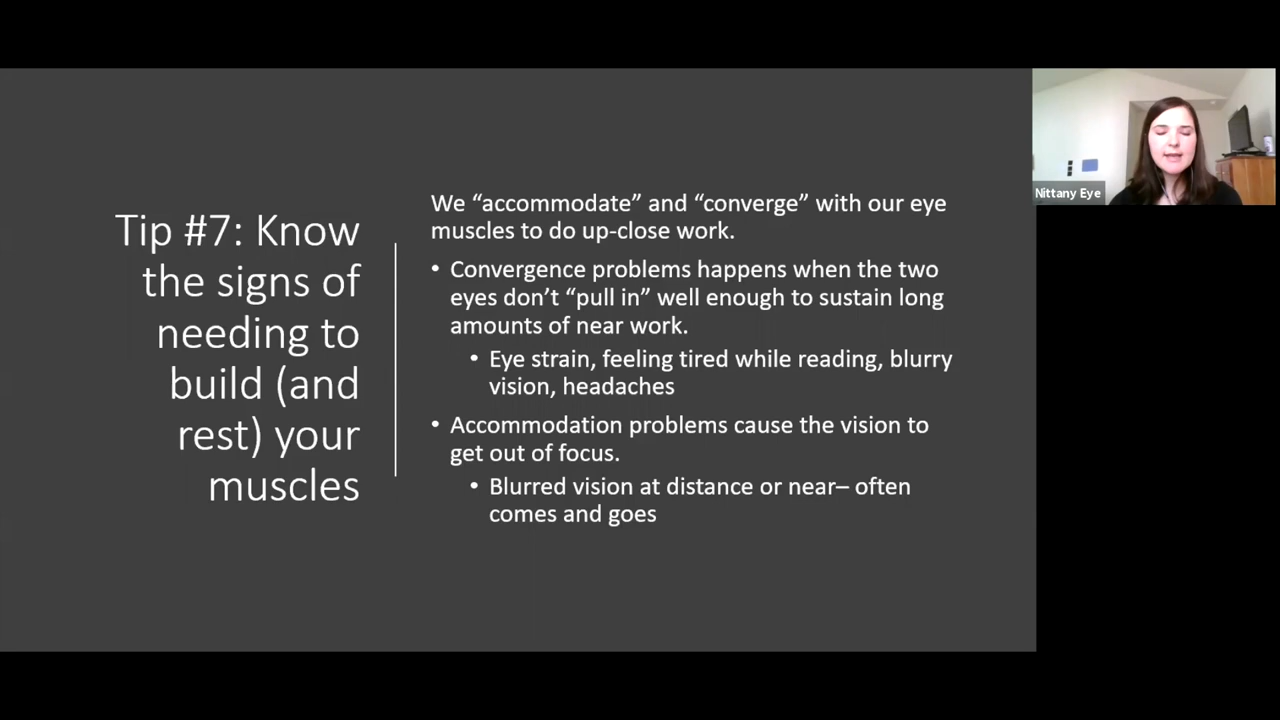 Tip #7: Know
the signs of
needing to
build (and
rest) your
muscles
We “accommodate” and “converge” with our eye
muscles to do up-close work.
• Convergence problems happens when the two
eyes don’t “pull in” well enough to sustain long
amounts of near work.
• Eye strain, feeling tired while reading, blurry
vision, headaches
• Accommodation problems cause the vision to
get out of focus.
• Blurred vision at distance or near– often
comes and goes
Nittany Eye